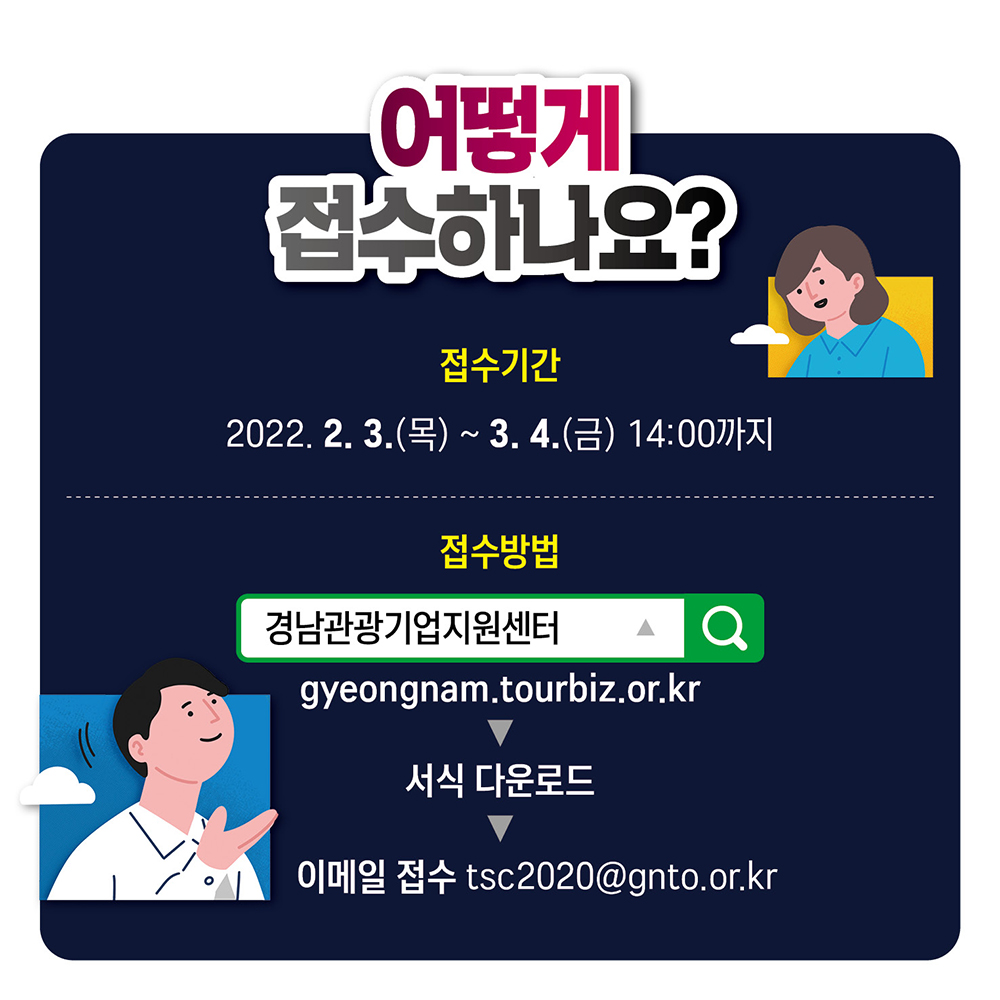 어떻게
접수하나요?
접수기간
2022. 2. 3.(목) ~ 3. 4.(금) 14:00까지
접수방법
경남관광기업지원센터
gyeongnam.tourbiz.or.kr
서식 다운로드
이메일 접수 tsc2020@gnto.or.kr